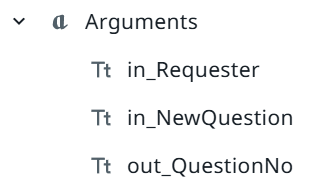 Arguments
Tt in_Requester
Tt in_NewQuestion
Tt out_QuestionNo